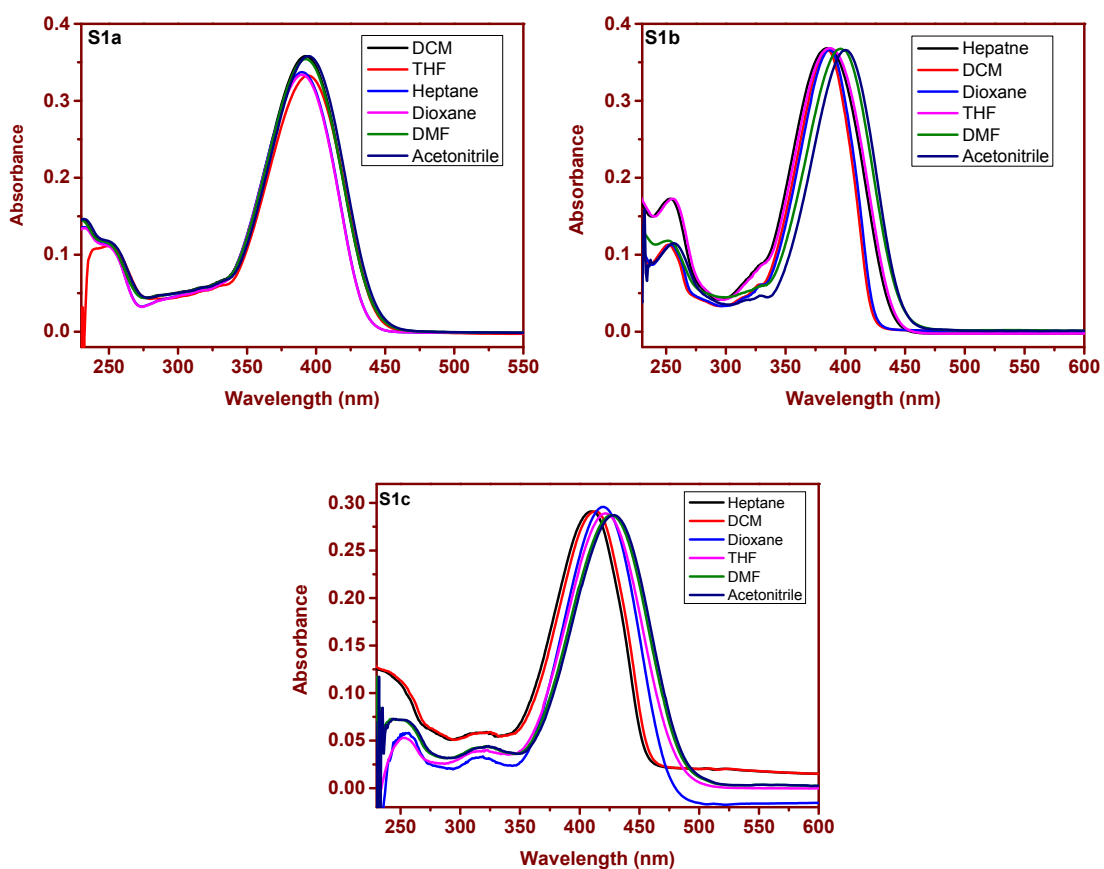 S1a
DCM
THF
Heptane
Dioxane
DMF
Acetonitrile
0.4
0.3
0.2
0.1
0.0
Absorbance
250 300 350 400 450 500 550
Wavelength (nm)
S1b
Hepatne
DCM
Dioxane
THF
DMF
Acetonitrile
0.4
0.3
0.2
0.1
0.0
Absorbance
250 300 350 400 450 500 550 600
Wavelength (nm)
S1c
Heptane
DCM
Dioxane
THF
DMF
Acetonitrile
0.30
0.25
0.20
0.15
0.10
0.05
0.00
Absorbance
250 300 350 400 450 500 550 600
Wavelength (nm)